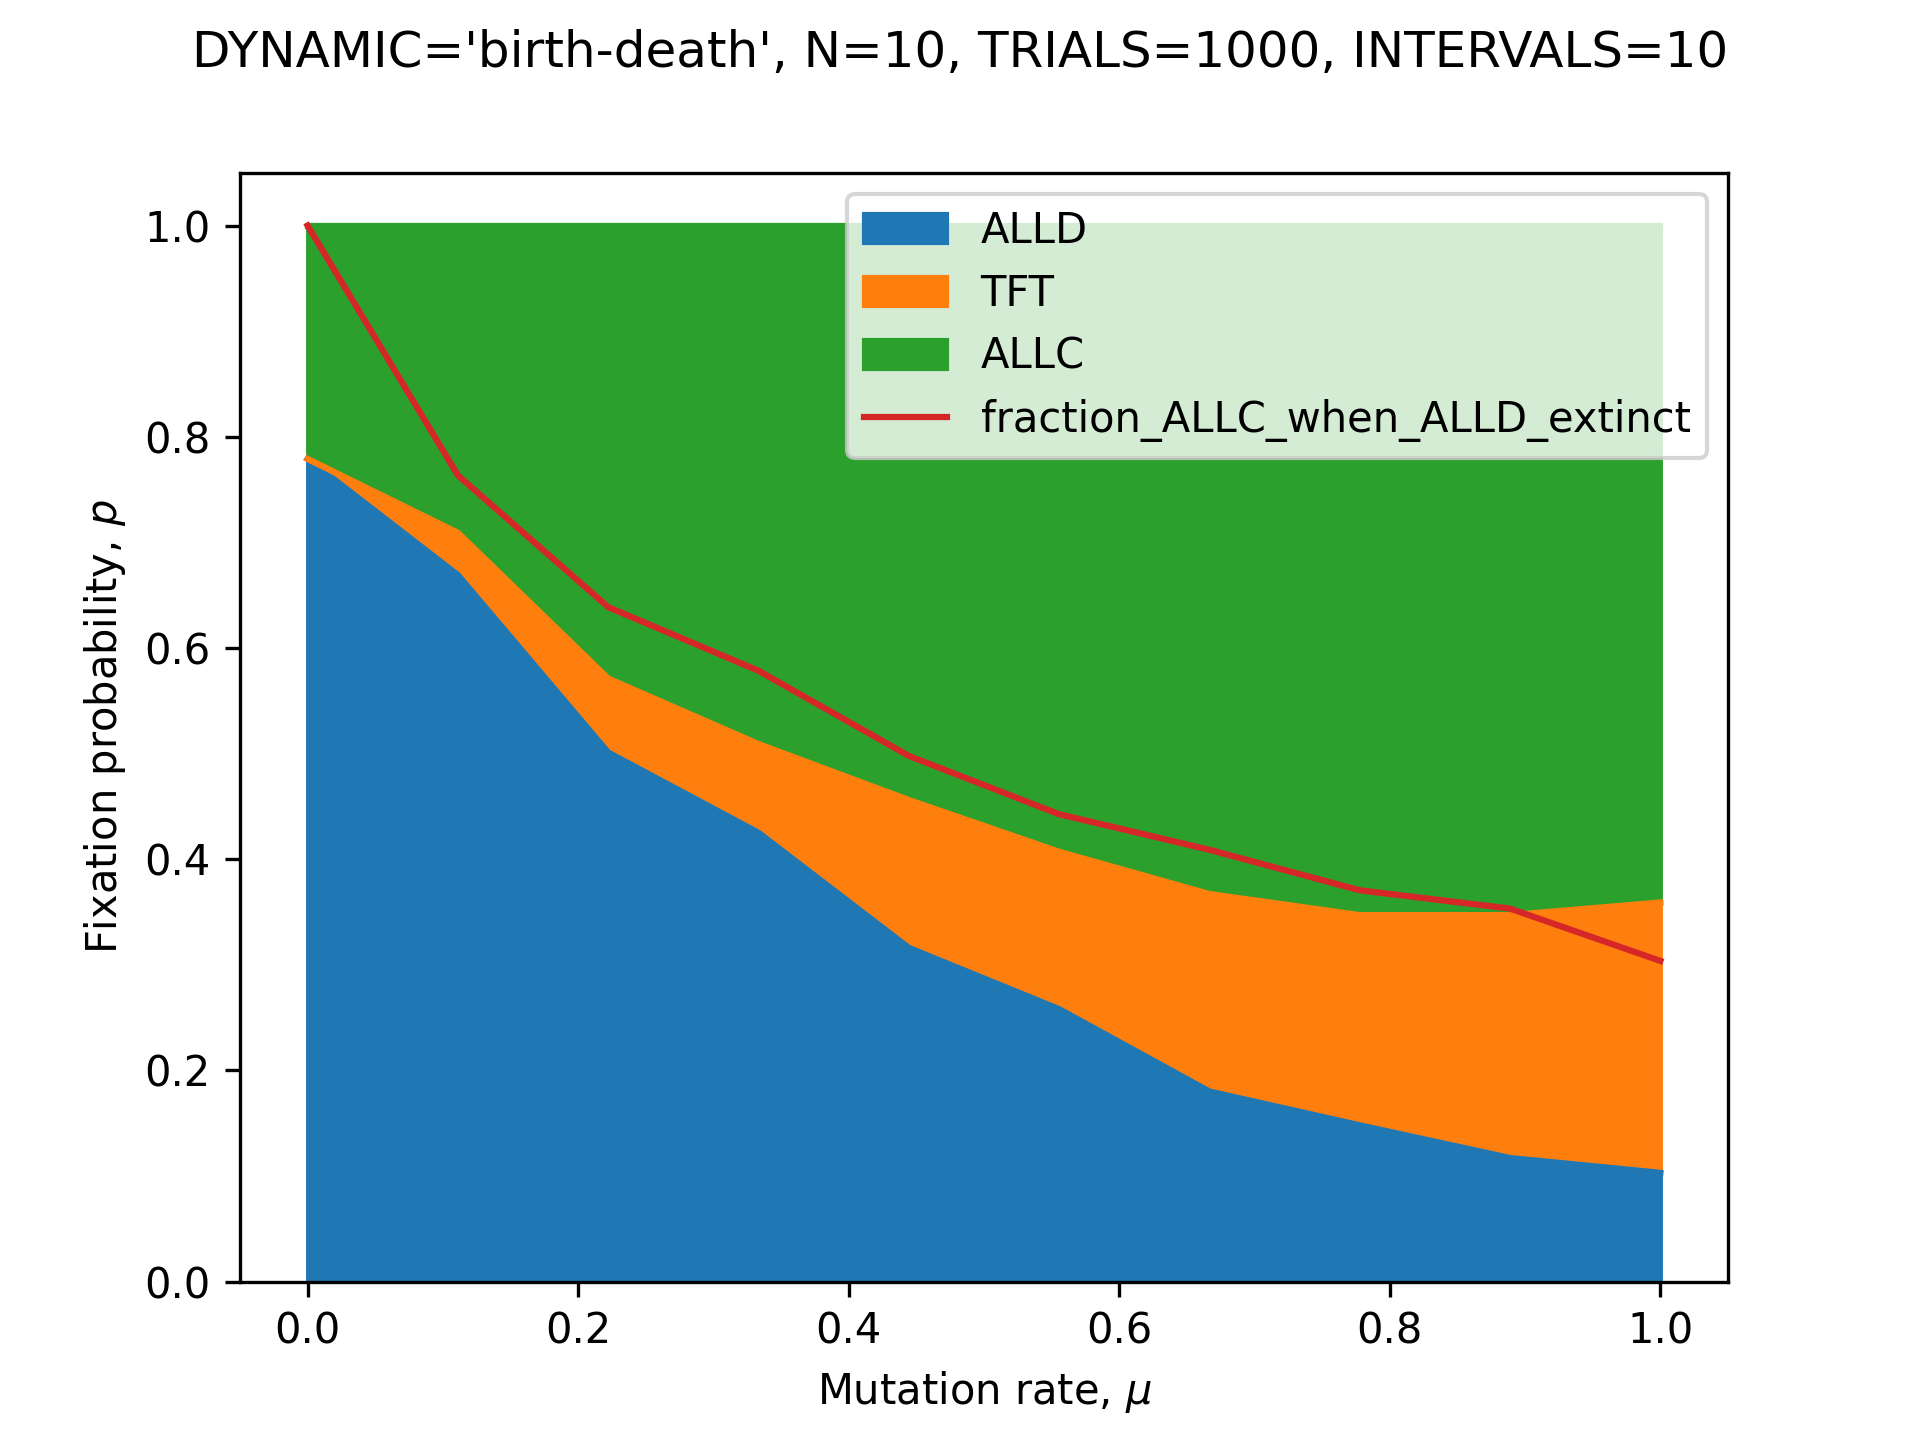 DYNAMIC='birth-death', N=10, TRIALS=1000, INTERVALS=10
ALLD
TFT
ALLC
fraction_ALLC_when_ALLD_extinct
Fixation probability, p
1.0
0.8
0.6
0.4
0.2
0.0
0.0 0.2 0.4 0.6 0.8 1.0
Mutation rate, μ